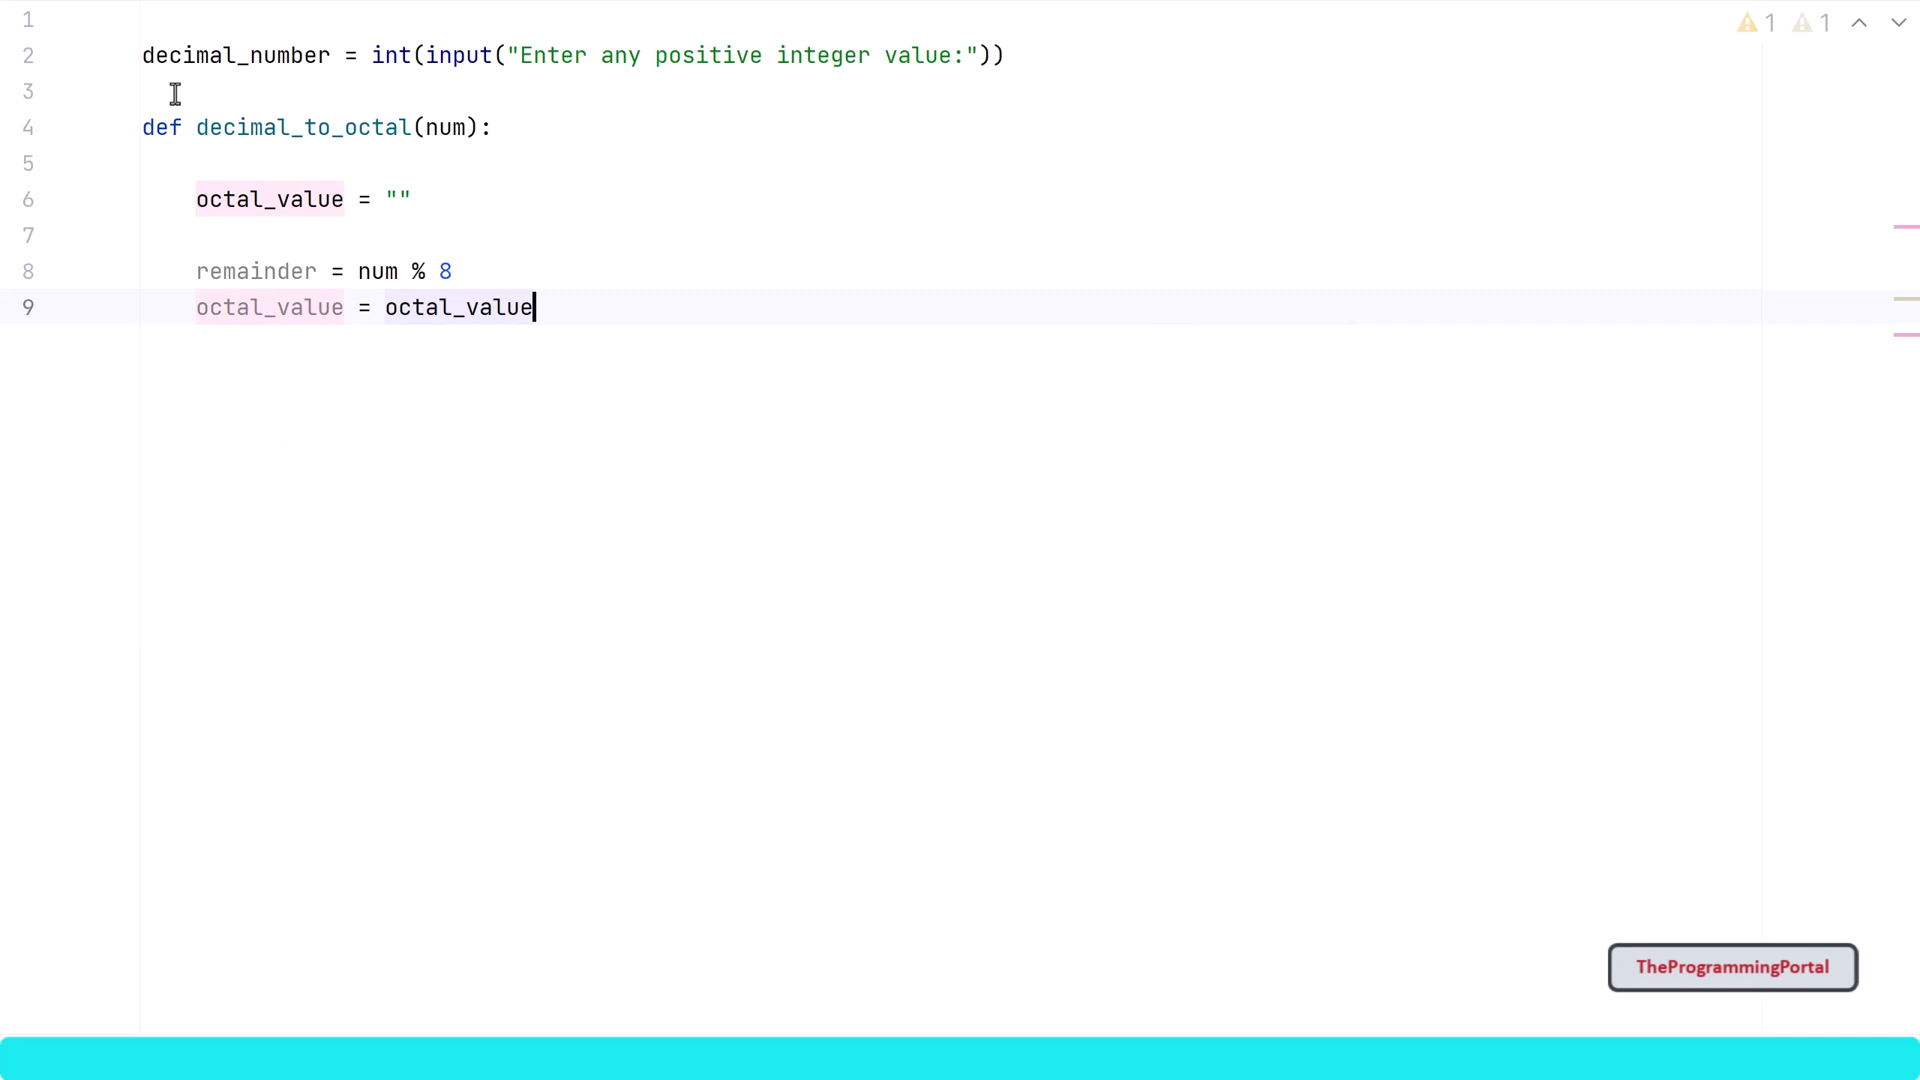 1
2 decimal_number = int(input("Enter any positive integer value:"))
3
4 def decimal_to_octal(num):
5
6 octal_value = ""
7
8 remainder = num % 8
9 octal_value = octal_value
1 1
TheProgrammingPortal